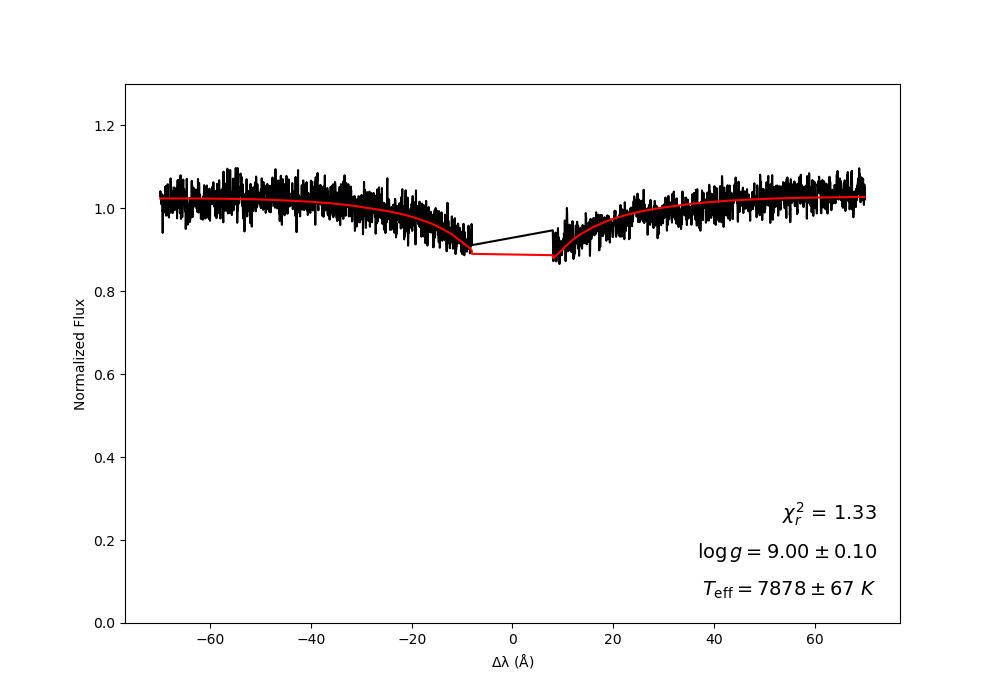 1.2
1.0
0.8
0.6
0.4
0.2
0.0
Normalized Flux
χ²ᵣ = 1.33
log g = 9.00 ± 0.10
T_eff = 7878 ± 67 K
−60 −40 −20 0 20 40 60
Δλ (Å)